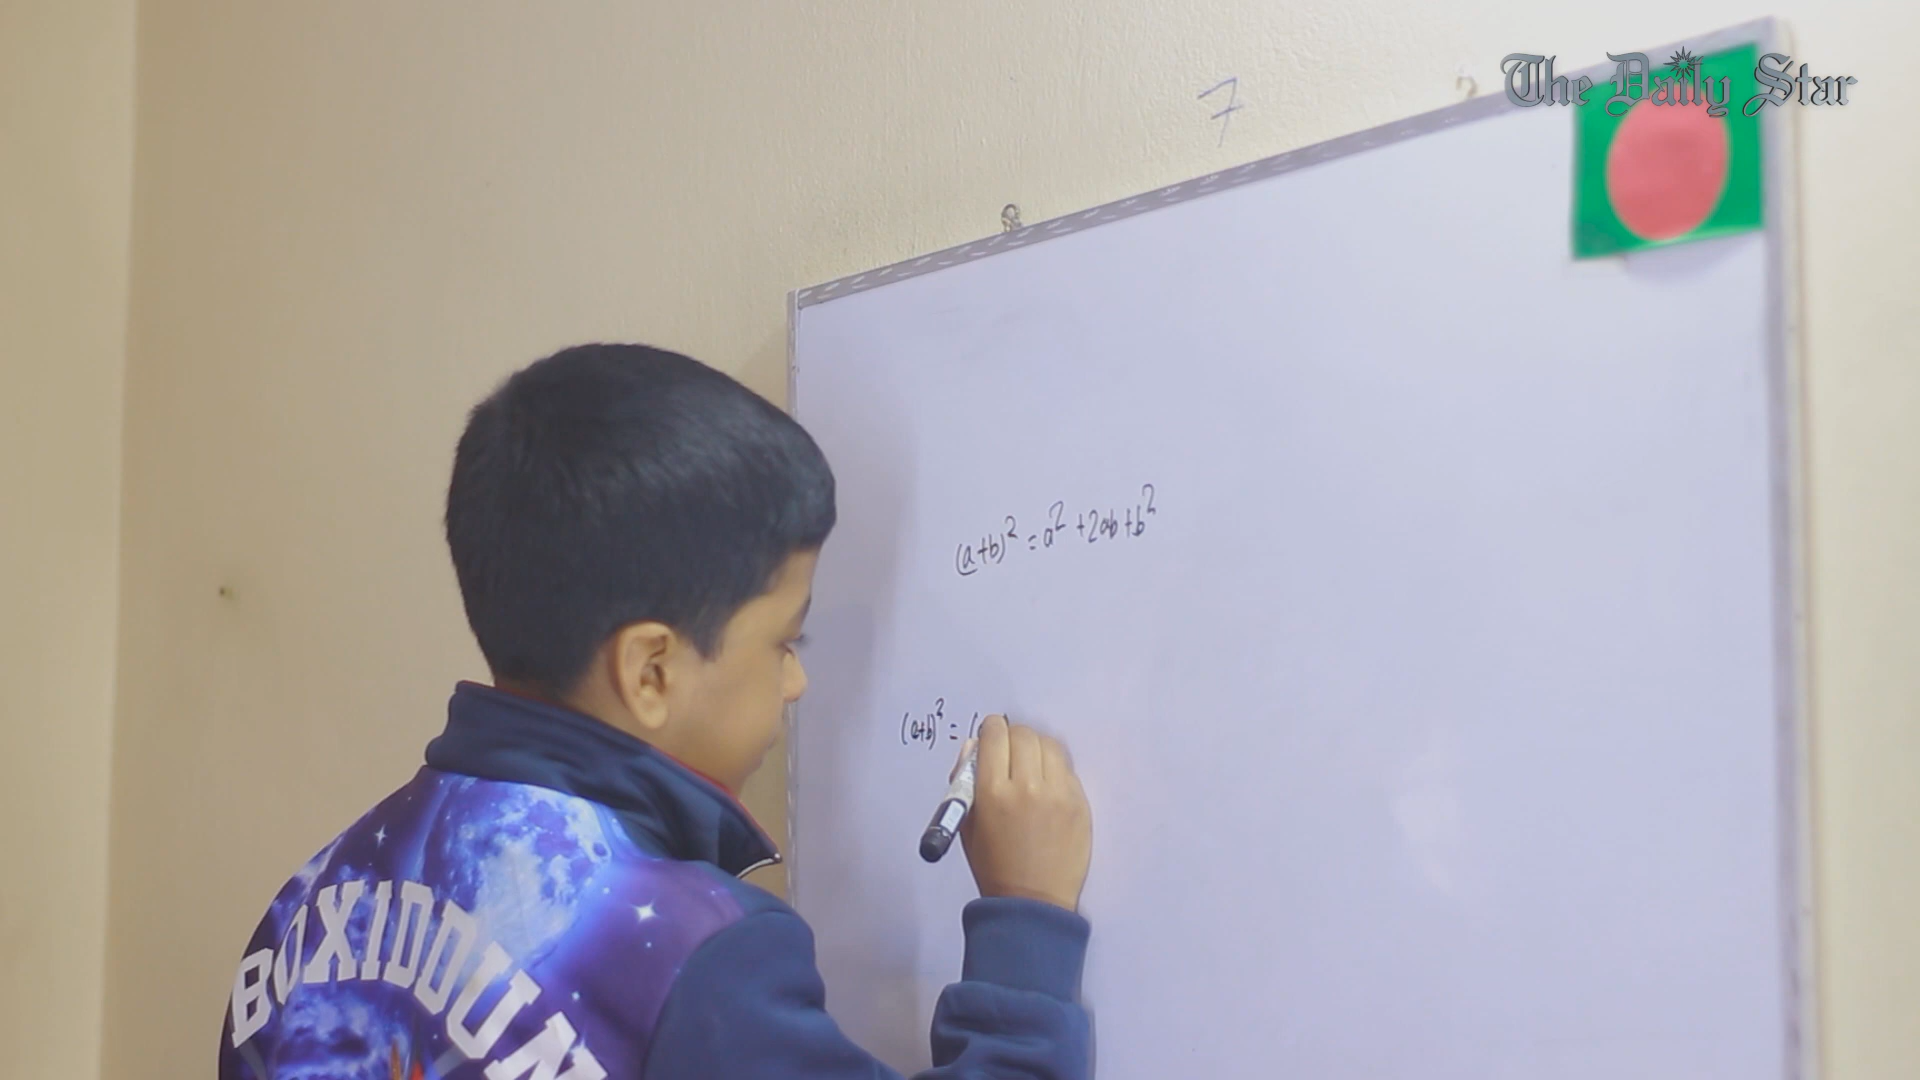 The Daily Star
7
(a+b)² = a² + 2ab + b²
(a+b)² = (
BOXIDDUN